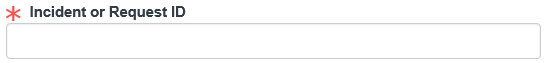 * Incident or Request ID